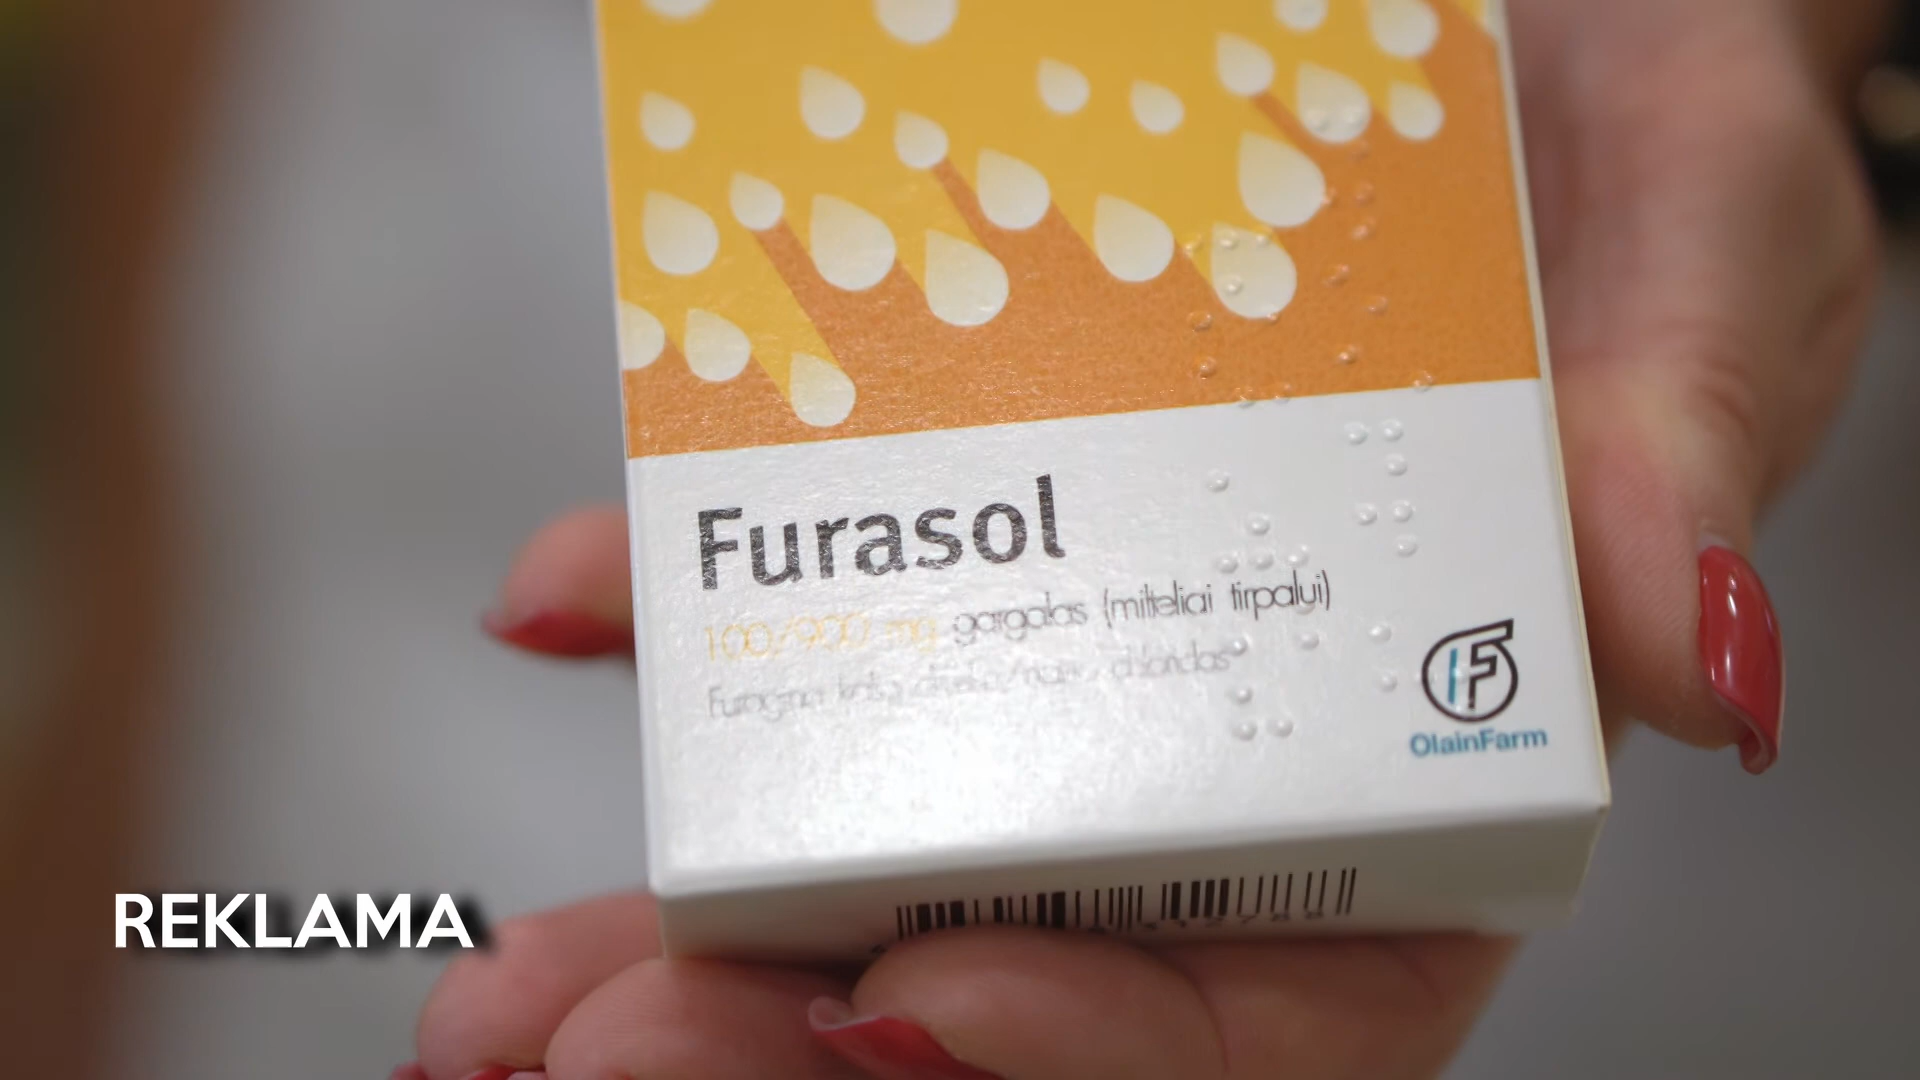 Furasol
100/900 mg gargalas (milteliai tirpalui)
OlainFarm
REKLAMA